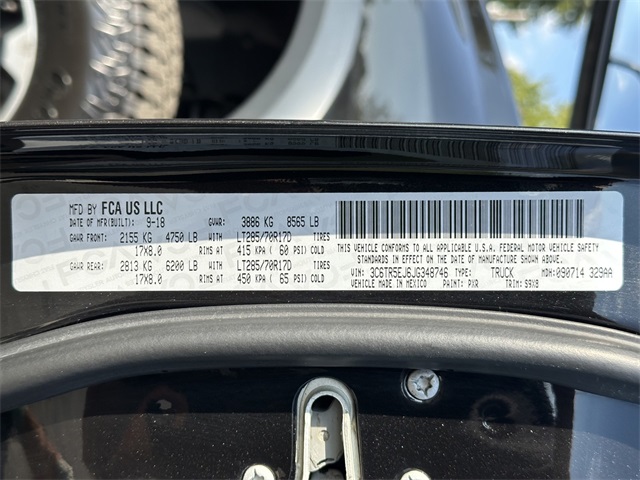 MFD BY FCA US LLC
DATE OF MFR(BUILT): 9-18 GVWR: 3886 KG 8565 LB
GAWR FRONT: 2155 KG 4750 LB WITH LT285/70R17D TIRES
17X8.0 RIMS AT 415 KPA ( 60 PSI) COLD
GAWR REAR: 2813 KG 6200 LB WITH LT285/70R17D TIRES
17X8.0 RIMS AT 450 KPA ( 65 PSI) COLD
THIS VEHICLE CONFORMS TO ALL APPLICABLE U.S.A. FEDERAL MOTOR VEHICLE SAFETY
STANDARDS IN EFFECT ON THE DATE OF MANUFACTURE SHOWN ABOVE.
VIN: 3C6TR5EJ6JG348746 TYPE: TRUCK MDH:090714 329AA
VEHICLE MADE IN MEXICO PAINT: PXR TRIM: S9X8